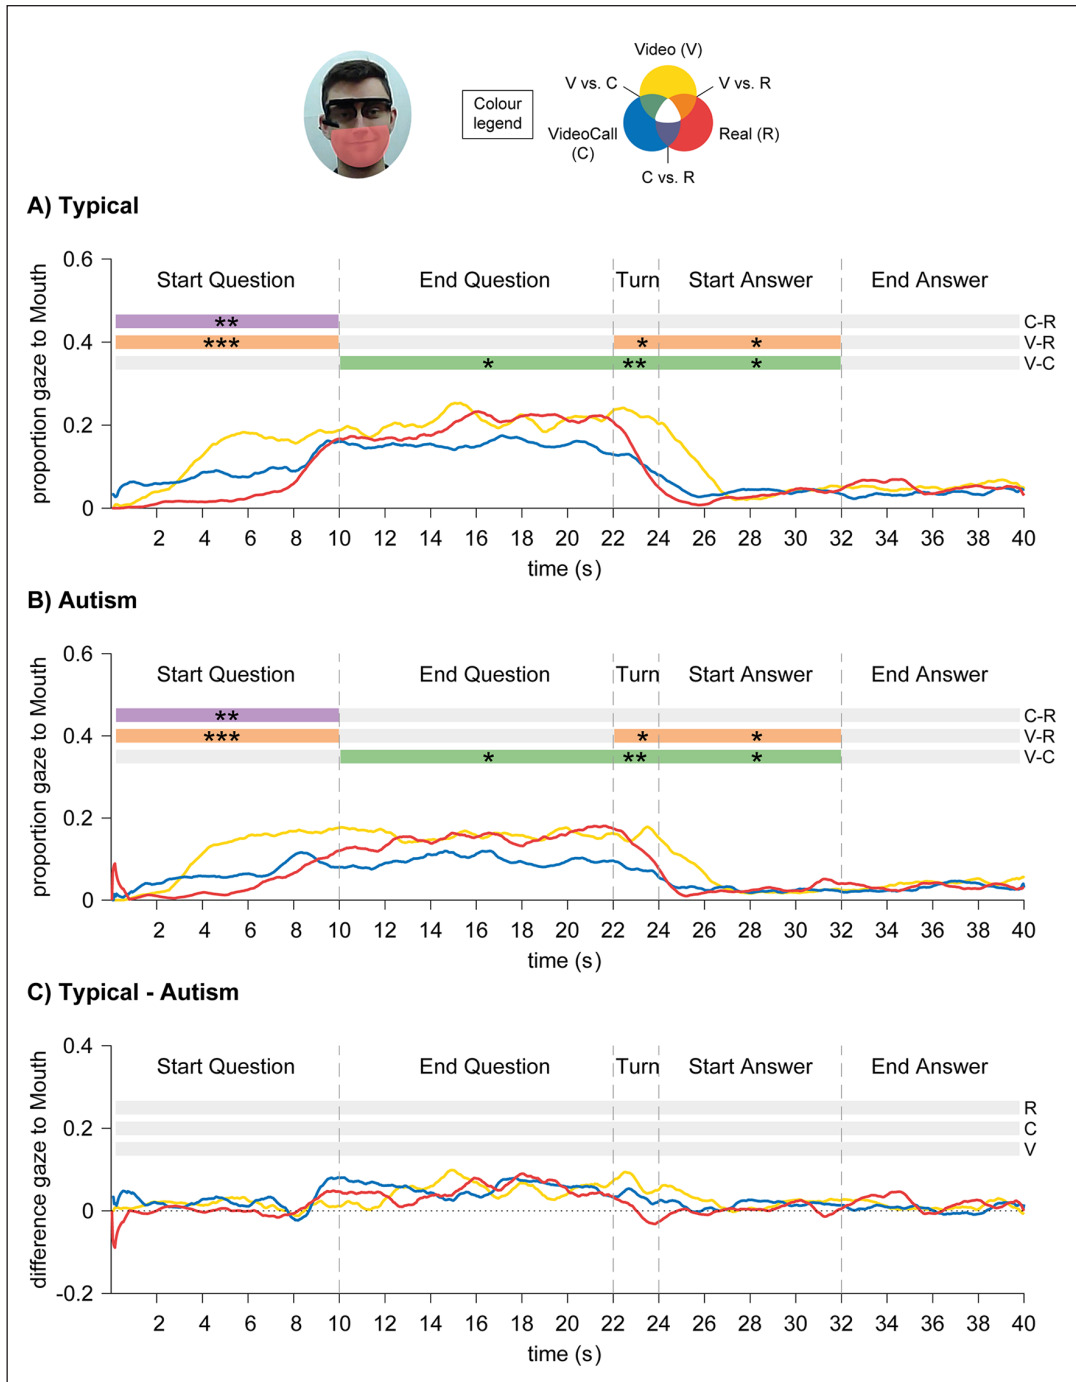 Video (V)
V vs. C
V vs. R
Colour
legend
VideoCall
(C)
Real (R)
C vs. R
A) Typical
proportion gaze to Mouth
0.6
0.4
0.2
0
Start Question
End Question
Turn
Start Answer
End Answer
**
C-R
***
*
*
V-R
*
**
*
V-C
2 4 6 8 10 12 14 16 18 20 22 24 26 28 30 32 34 36 38 40
time (s)
B) Autism
proportion gaze to Mouth
0.6
0.4
0.2
0
Start Question
End Question
Turn
Start Answer
End Answer
**
C-R
***
*
*
V-R
*
**
*
V-C
2 4 6 8 10 12 14 16 18 20 22 24 26 28 30 32 34 36 38 40
time (s)
C) Typical - Autism
difference gaze to Mouth
0.4
0.2
0
-0.2
Start Question
End Question
Turn
Start Answer
End Answer
R
C
V
2 4 6 8 10 12 14 16 18 20 22 24 26 28 30 32 34 36 38 40
time (s)